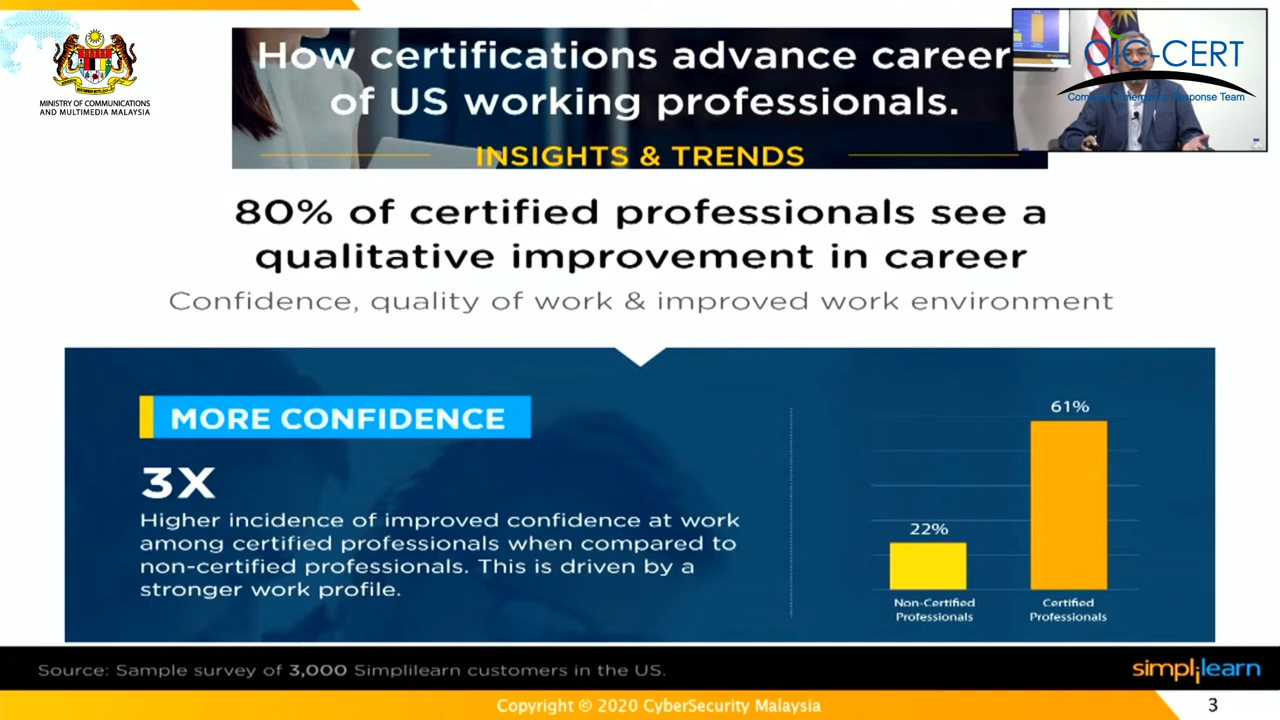 MINISTRY OF COMMUNICATIONS
AND MULTIMEDIA MALAYSIA
How certifications advance career
of US working professionals.
INSIGHTS & TRENDS
OIC-CERT
Response Team
80% of certified professionals see a
qualitative improvement in career
Confidence, quality of work & improved work environment
MORE CONFIDENCE
3X
Higher incidence of improved confidence at work
among certified professionals when compared to
non-certified professionals. This is driven by a
stronger work profile.
61%
22%
Non-Certified
Professionals
Certified
Professionals
Source: Sample survey of 3,000 Simplilearn customers in the US.
simplilearn
Copyright © 2020 CyberSecurity Malaysia
3